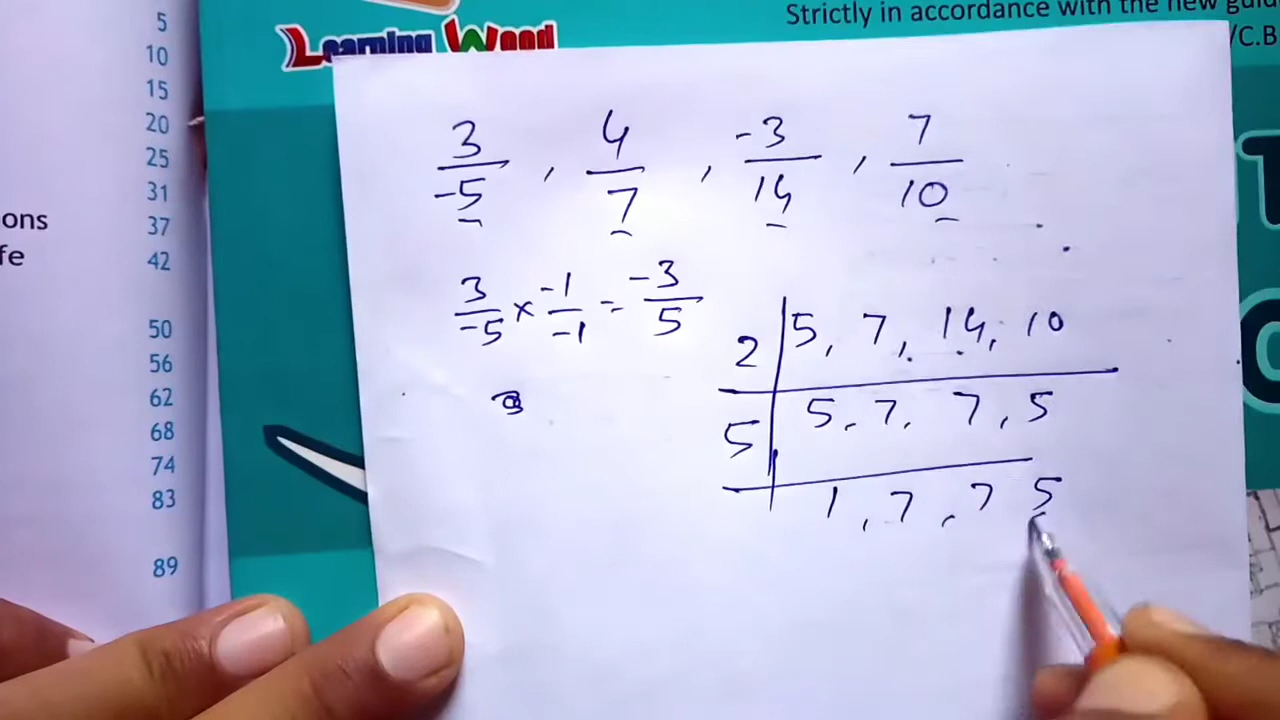 5
10
15
20
25
31
37
42
50
56
62
68
74
83
89
ons
fe
Learning Wood
Strictly in accordance with the new guid
/C.B
3/-5 , 4/7 , -3/14 , 7/10
3/-5 × -1/-1 = -3/5
2 | 5, 7, 14, 10
5 | 5, 7, 7, 5
1, 7, 7 5